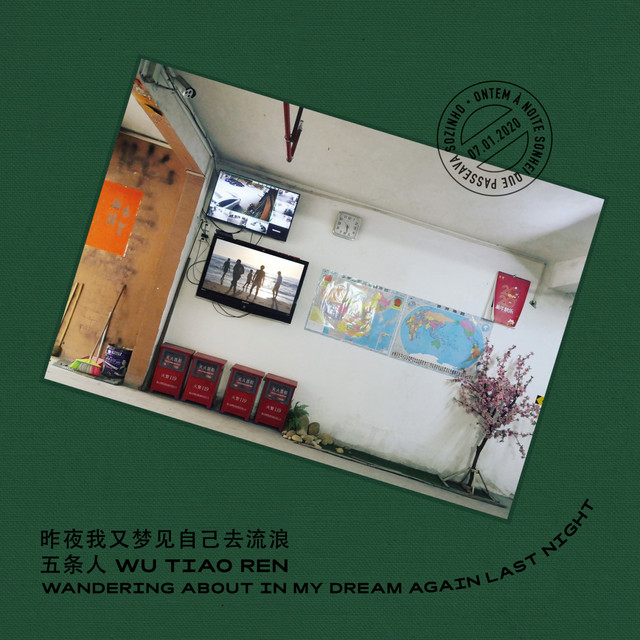 ONTEM À NOITE SONHEI QUE PASSEAVA SOZINHO •
07.01.2020
昨夜我又梦见自己去流浪
五条人 WU TIAO REN
WANDERING ABOUT IN MY DREAM AGAIN LAST NIGHT